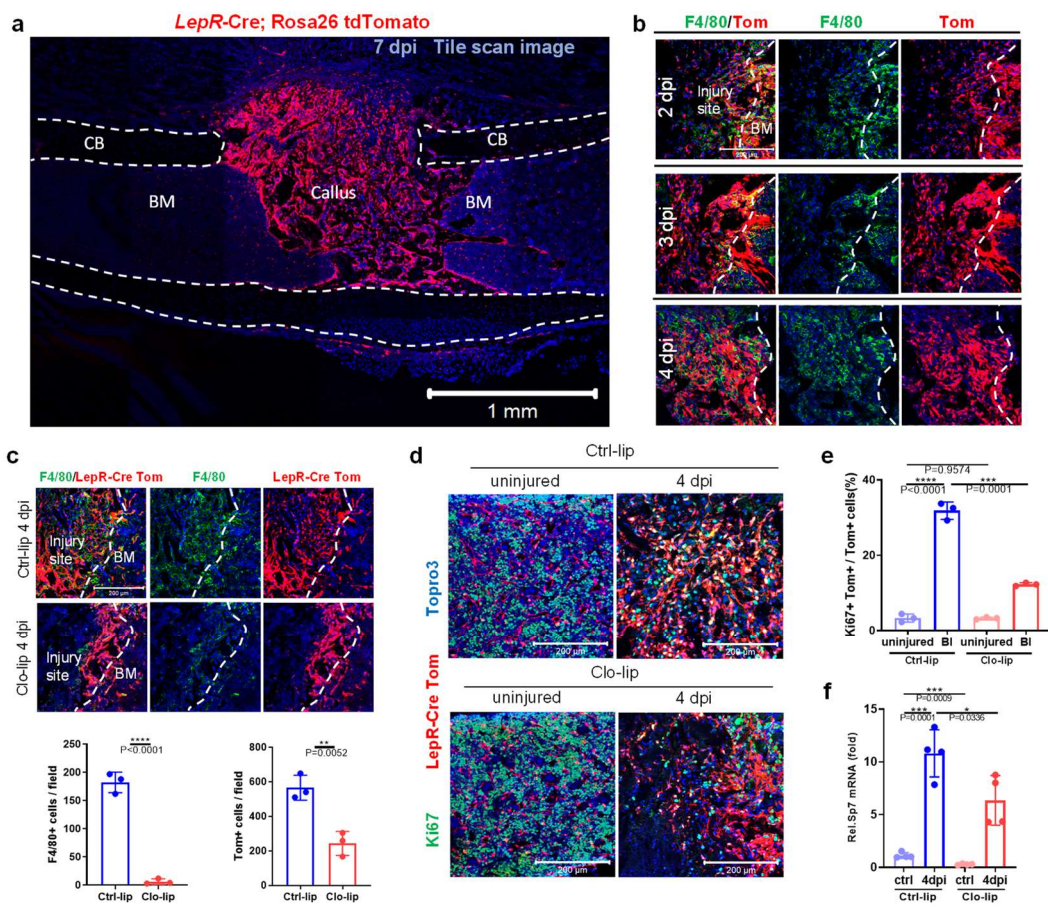 a
LepR-Cre; Rosa26 tdTomato
7 dpi Tile scan image
CB
CB
BM
Callus
BM
1 mm
b
F4/80/Tom F4/80 Tom
2 dpi
Injury site
BM
200 µm
3 dpi
4 dpi
c
F4/80/LepR-Cre Tom F4/80 LepR-Cre Tom
Ctrl-lip 4 dpi
Injury site
BM
200 µm
Clo-lip 4 dpi
Injury site
BM
F4/80+ cells / field
250
200
150
100
50
0
****
P<0.0001
Ctrl-lip Clo-lip
Tom+ cells / field
800
600
400
200
0
**
P=0.0052
Ctrl-lip Clo-lip
d
Ctrl-lip
uninjured 4 dpi
200 µm 200 µm
Clo-lip
uninjured 4 dpi
200 µm 200 µm
Ki67 LepR-Cre Tom Topro3
e
Ki67+ Tom+ / Tom+ cells(%)
40
30
20
10
0
P=0.9574
**** ***
P<0.0001 P=0.0001
uninjured BI uninjured BI
Ctrl-lip Clo-lip
f
Rel.Sp7 mRNA (fold)
15
10
5
0
***
P=0.0009
*** *
P=0.0001 P=0.0336
ctrl 4dpi ctrl 4dpi
Ctrl-lip Clo-lip